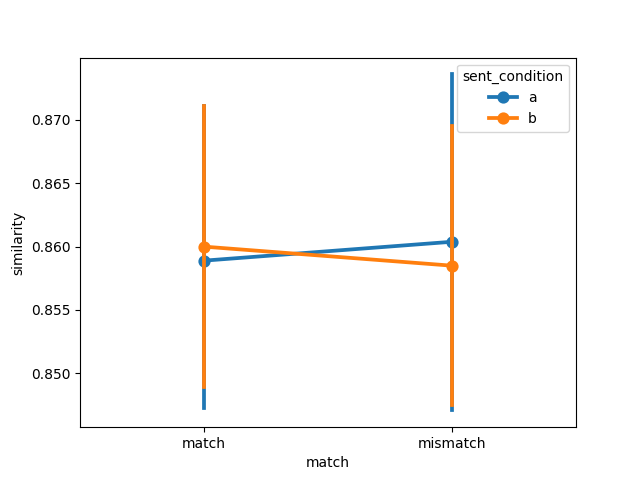 sent_condition
a
b
0.870
0.865
0.860
0.855
0.850
similarity
match
mismatch
match